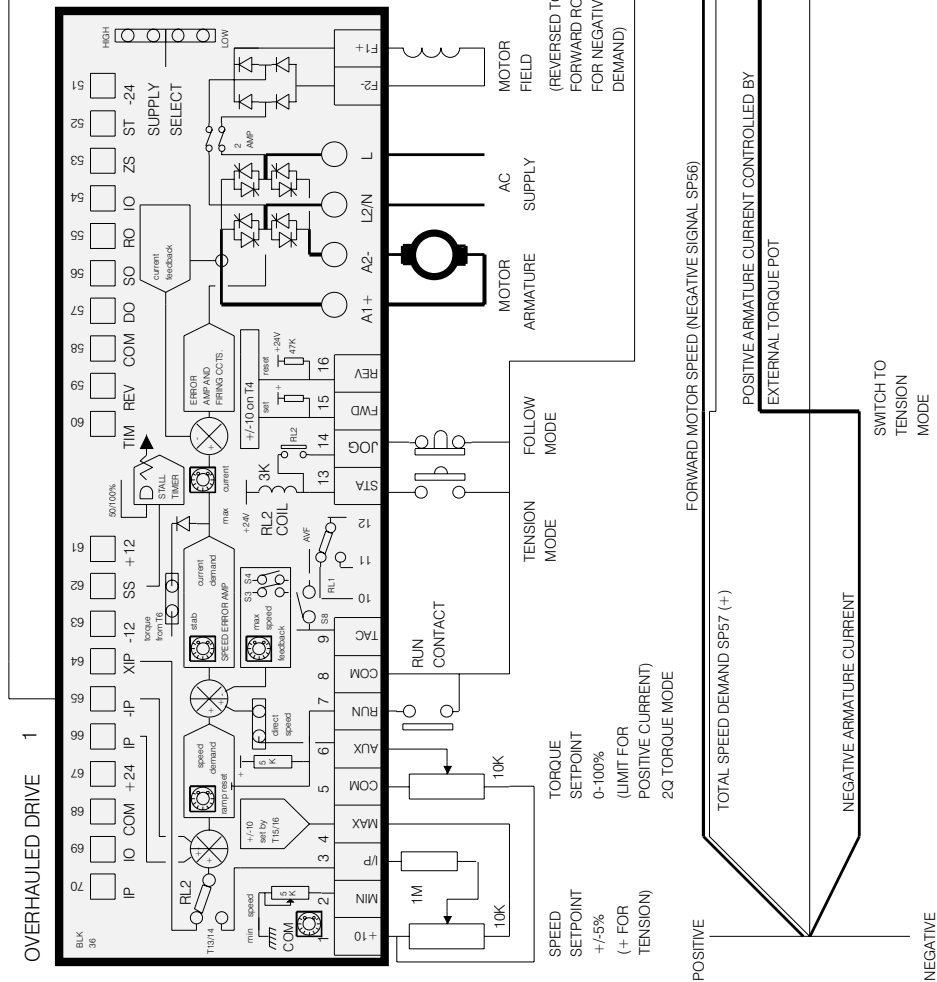 OVERHAULED DRIVE 1
BLK
36
70
69
68
67
66
65
64
63
62
61
60
59
58
57
56
55
54
53
52
51
IP
IO
COM
+24
IP
-IP
XIP
-12
SS
+12
TIM
REV
COM
DO
SO
RO
IO
ZS
ST
-24
HIGH
LOW
SUPPLY
SELECT
RL2
T13/14
min speed
5
K
COM
+/-10
set by
T15/16
speed
demand
ramp reset
+
5
K
direct
speed
torque
from T6
stab
current
demand
SPEED ERROR AMP
max
speed
feedback
S3 S4
S8
AVF
RL1
50/100%
STALL
TIMER
max
current
+24V
3K
RL2
COIL
RL2
ERROR
AMP AND
FIRING CCTS.
current
feedback
+/-10 on T4
set
+
reset
+24V
47K
2
AMP
1
2
3
4
5
6
7
8
9
10
11
12
13
14
15
16
+10
MIN
I/P
MAX
COM
AUX
RUN
COM
TAC
STA
JOG
FWD
REV
A1+
A2-
L2/N
L
F2-
F1+
10K
1M
10K
SPEED
SETPOINT
+/-5%
(+ FOR
TENSION)
TORQUE
SETPOINT
0-100%
(LIMIT FOR
POSITIVE CURRENT)
2Q TORQUE MODE
RUN
CONTACT
TENSION
MODE
FOLLOW
MODE
MOTOR
ARMATURE
AC
SUPPLY
MOTOR
FIELD
(REVERSED TO
FORWARD RO
FOR NEGATIV
DEMAND)
POSITIVE
NEGATIVE
TOTAL SPEED DEMAND SP57 (+)
FORWARD MOTOR SPEED (NEGATIVE SIGNAL SP56)
NEGATIVE ARMATURE CURRENT
POSITIVE ARMATURE CURRENT CONTROLLED BY
EXTERNAL TORQUE POT
SWITCH TO
TENSION
MODE